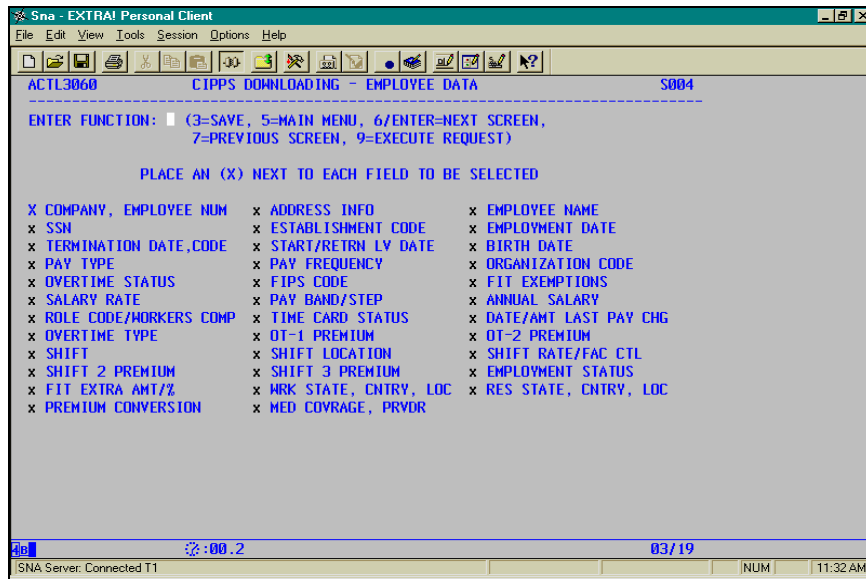 Sna - EXTRA! Personal Client
File Edit View Tools Session Options Help
ACTL3060 CIPPS DOWNLOADING - EMPLOYEE DATA S004
ENTER FUNCTION: (3=SAVE, 5=MAIN MENU, 6/ENTER=NEXT SCREEN,
7=PREVIOUS SCREEN, 9=EXECUTE REQUEST)
PLACE AN (X) NEXT TO EACH FIELD TO BE SELECTED
X COMPANY, EMPLOYEE NUM x ADDRESS INFO x EMPLOYEE NAME
x SSN x ESTABLISHMENT CODE x EMPLOYMENT DATE
x TERMINATION DATE,CODE x START/RETRN LV DATE x BIRTH DATE
x PAY TYPE x PAY FREQUENCY x ORGANIZATION CODE
x OVERTIME STATUS x FIPS CODE x FIT EXEMPTIONS
x SALARY RATE x PAY BAND/STEP x ANNUAL SALARY
x ROLE CODE/WORKERS COMP x TIME CARD STATUS x DATE/AMT LAST PAY CHG
x OVERTIME TYPE x OT-1 PREMIUM x OT-2 PREMIUM
x SHIFT x SHIFT LOCATION x SHIFT RATE/FAC CTL
x SHIFT 2 PREMIUM x SHIFT 3 PREMIUM x EMPLOYMENT STATUS
x FIT EXTRA AMT/% x WRK STATE, CNTRY, LOC x RES STATE, CNTRY, LOC
x PREMIUM CONVERSION x MED COVRAGE, PRVDR
4B :00.2 03/19
SNA Server: Connected T1 NUM 11:32 AM